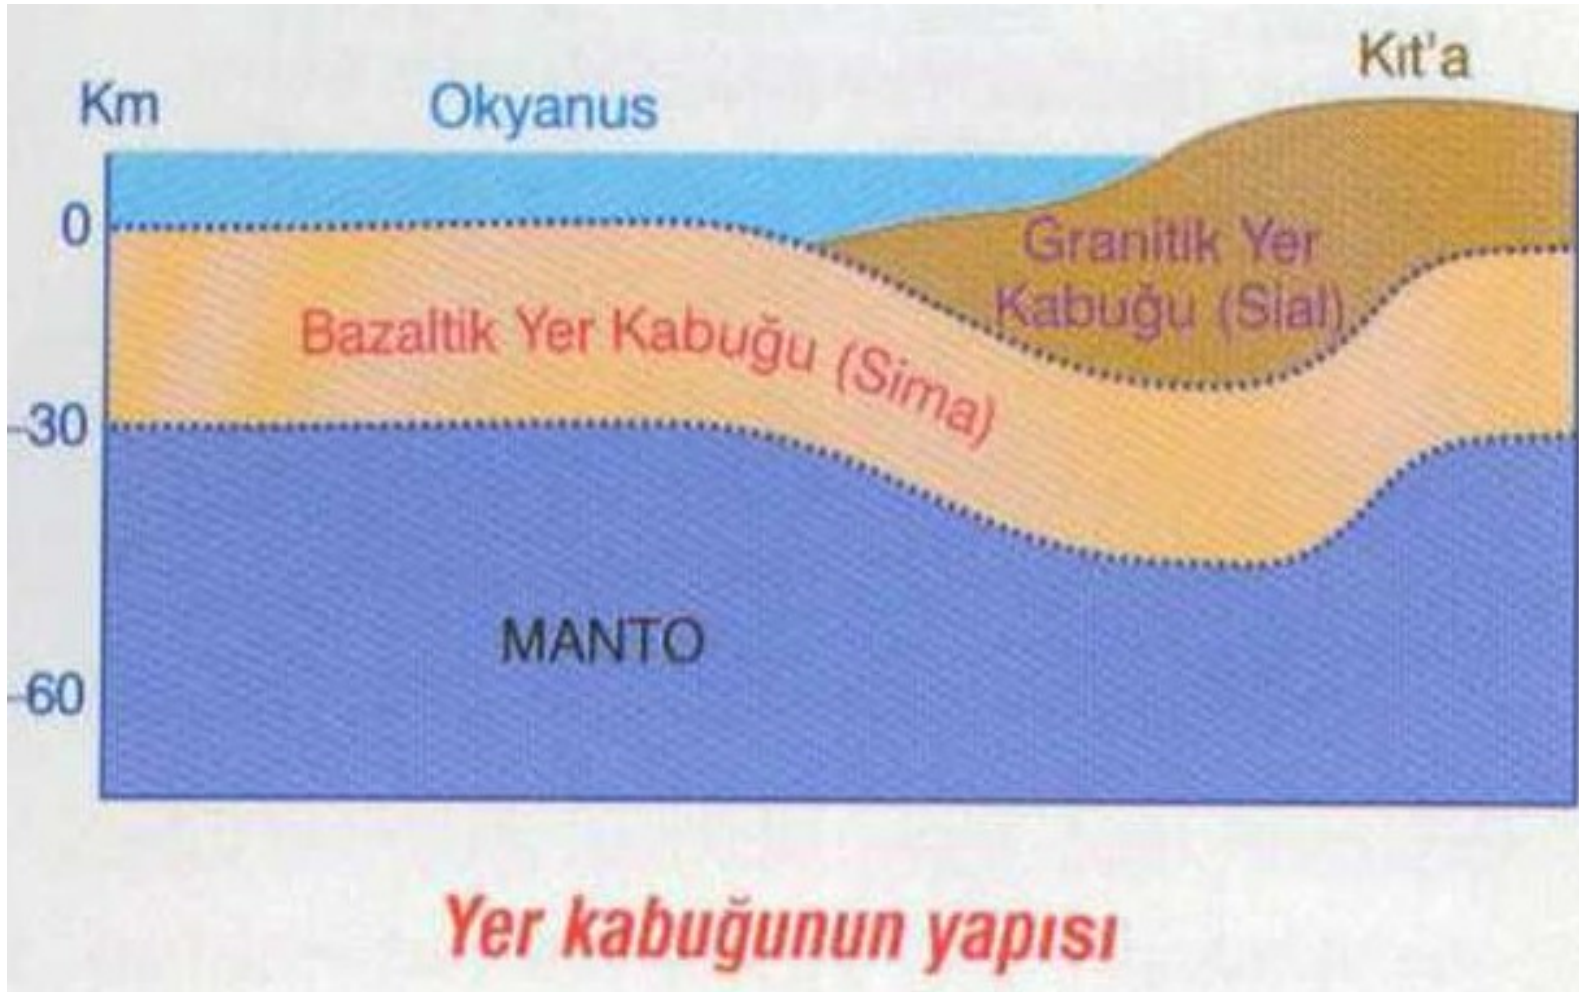 Kıt'a
Km
Okyanus
0
Granitik Yer
Kabuğu (Sial)
Bazaltik Yer Kabuğu (Sima)
-30
MANTO
-60
Yer kabuğunun yapısı